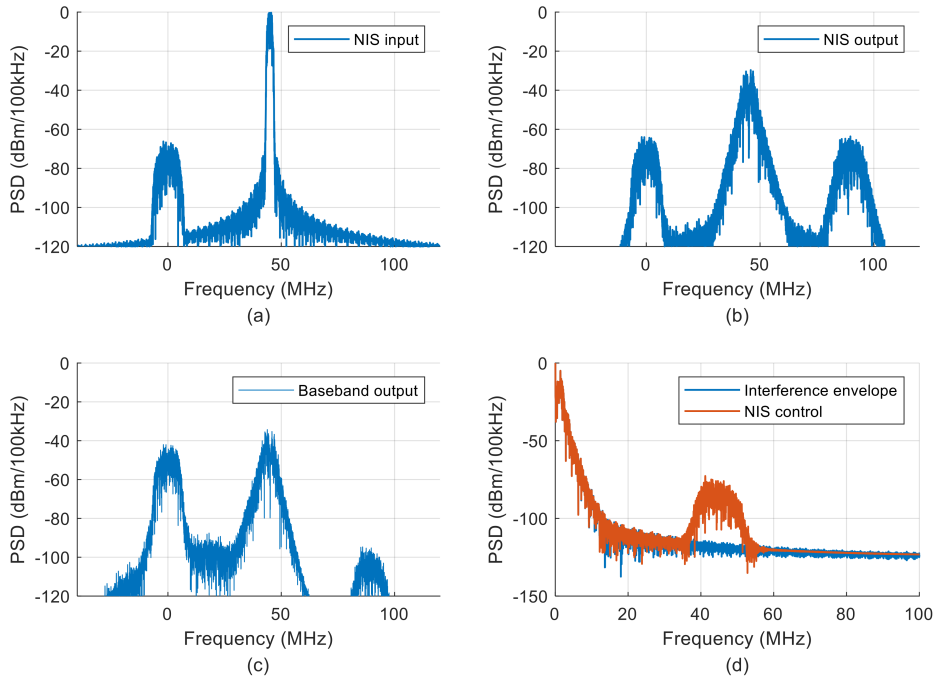 0
-20
-40
-60
-80
-100
-120
PSD (dBm/100kHz)
NIS input
0 50 100
Frequency (MHz)
(a)
0
-20
-40
-60
-80
-100
-120
PSD (dBm/100kHz)
NIS output
0 50 100
Frequency (MHz)
(b)
0
-20
-40
-60
-80
-100
-120
PSD (dBm/100kHz)
Baseband output
0 50 100
Frequency (MHz)
(c)
0
-50
-100
-150
PSD (dBm/100kHz)
Interference envelope
NIS control
0 20 40 60 80 100
Frequency (MHz)
(d)